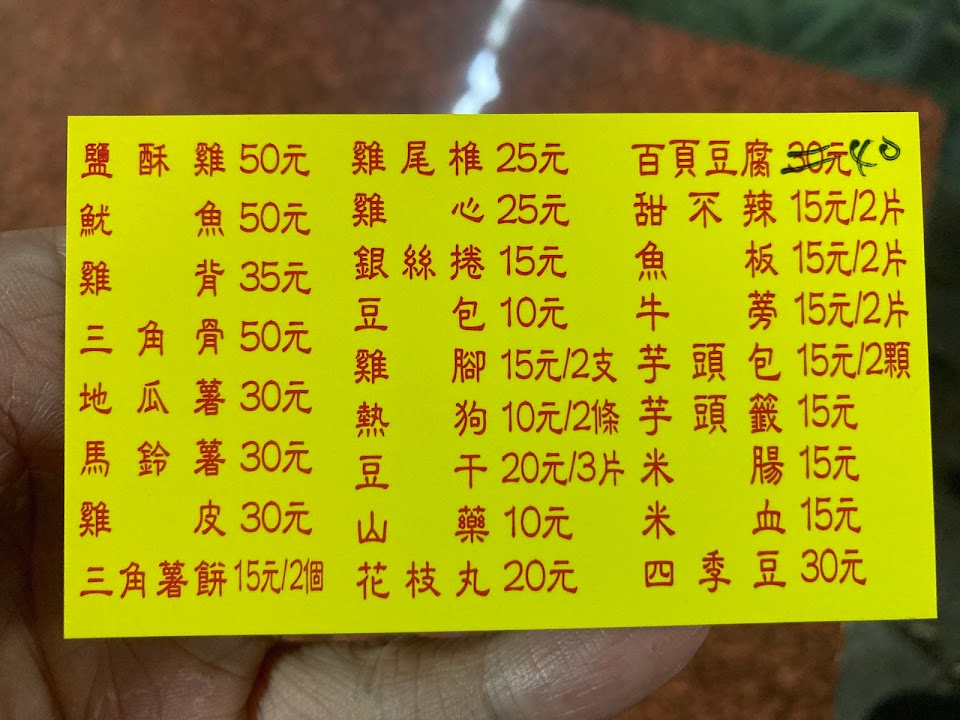 鹽酥雞50元
魷魚50元
雞背35元
三角骨50元
地瓜薯30元
馬鈴薯30元
雞皮30元
三角薯餅15元/2個
雞尾椎25元
雞心25元
銀絲捲15元
豆包10元
雞腳15元/2支
熱狗10元/2條
豆干20元/3片
山藥10元
花枝丸20元
百頁豆腐30元40
甜不辣15元/2片
魚板15元/2片
牛蒡15元/2片
芋頭包15元/2顆
芋頭籤15元
米腸15元
米血15元
四季豆30元